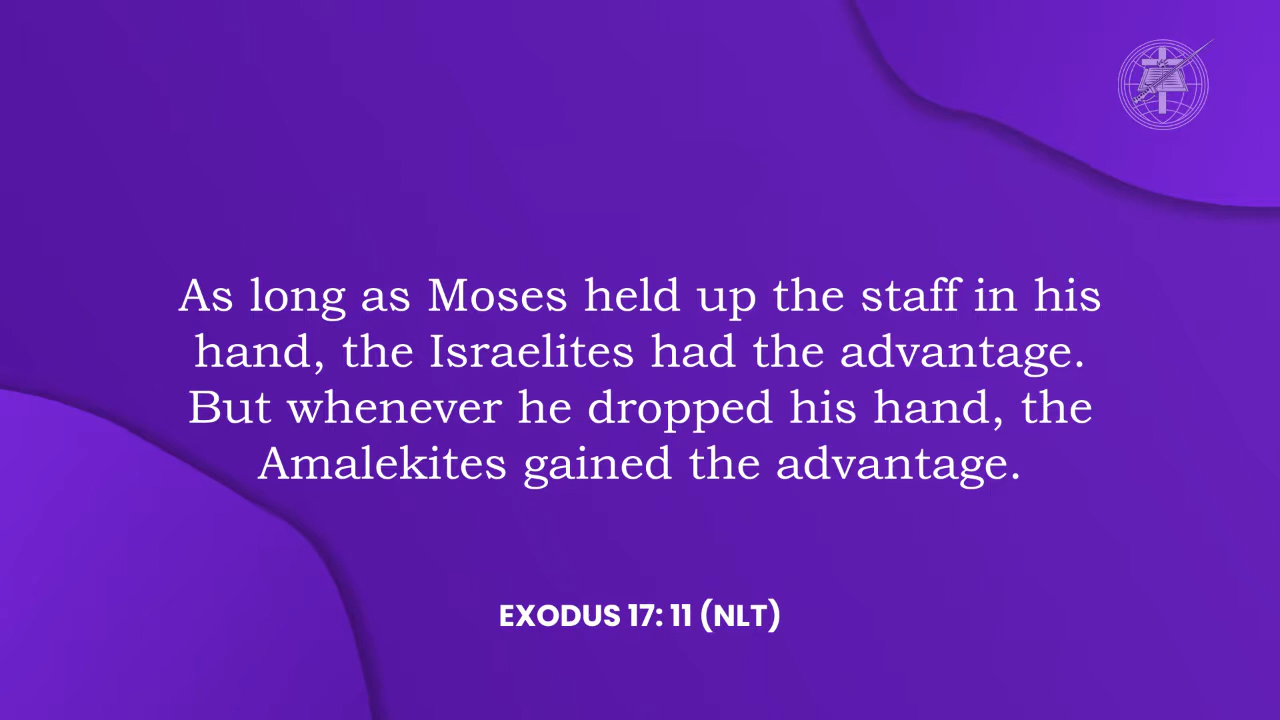 As long as Moses held up the staff in his
hand, the Israelites had the advantage.
But whenever he dropped his hand, the
Amalekites gained the advantage.
EXODUS 17: 11 (NLT)